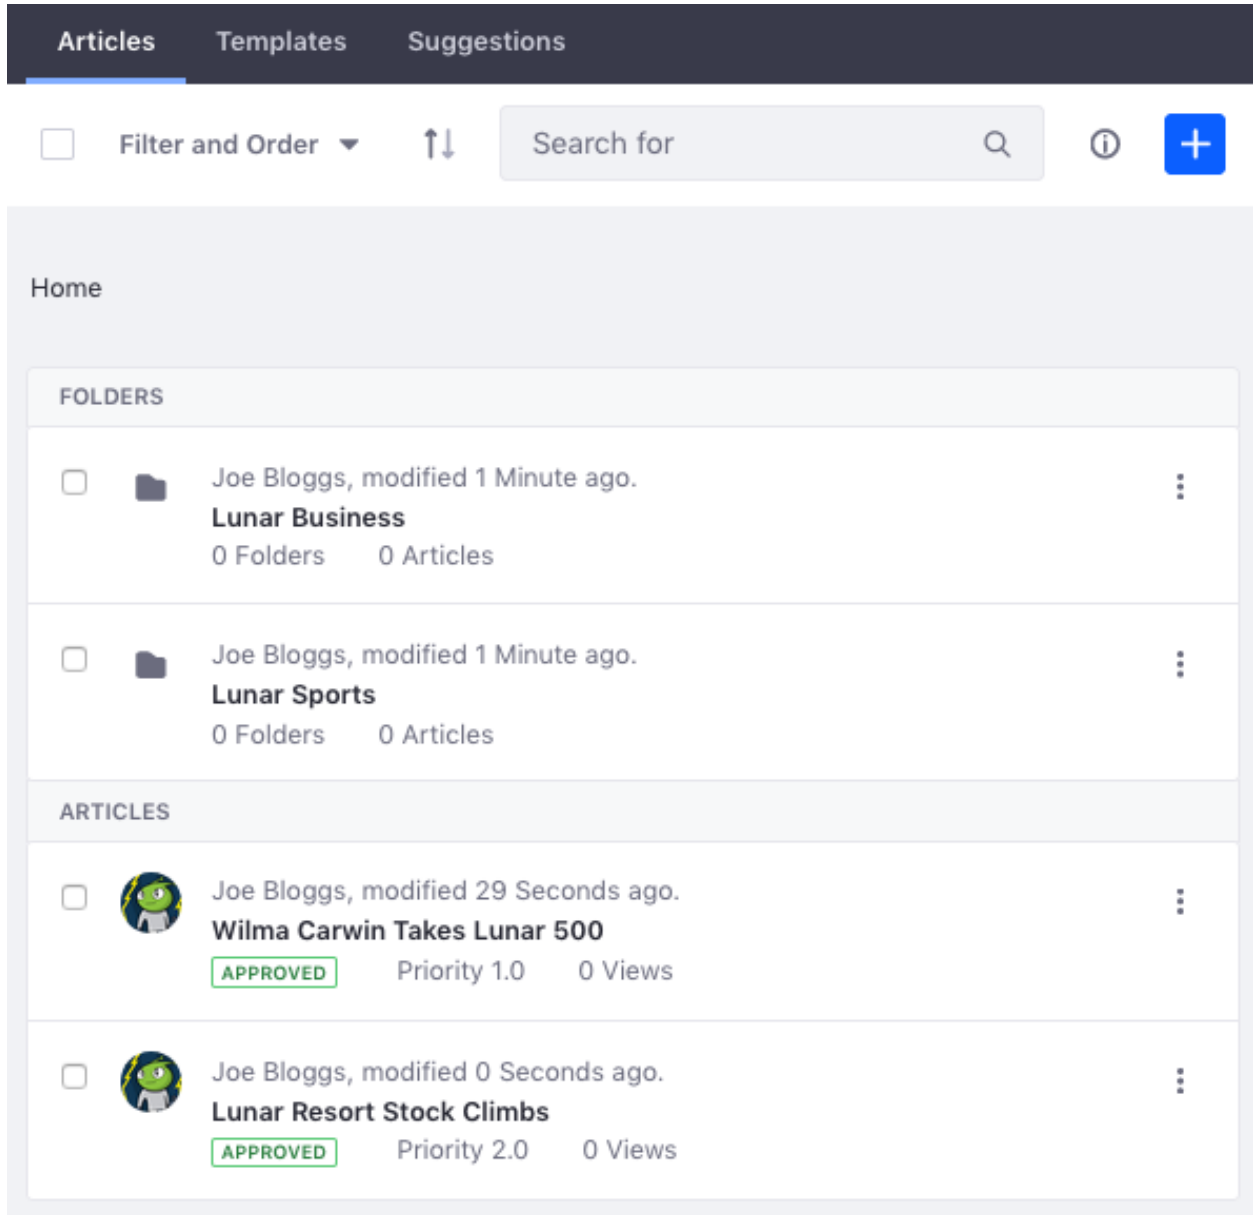 Articles Templates Suggestions
Filter and Order Search for
Home
FOLDERS
Joe Bloggs, modified 1 Minute ago.
Lunar Business
0 Folders 0 Articles
Joe Bloggs, modified 1 Minute ago.
Lunar Sports
0 Folders 0 Articles
ARTICLES
Joe Bloggs, modified 29 Seconds ago.
Wilma Carwin Takes Lunar 500
APPROVED Priority 1.0 0 Views
Joe Bloggs, modified 0 Seconds ago.
Lunar Resort Stock Climbs
APPROVED Priority 2.0 0 Views